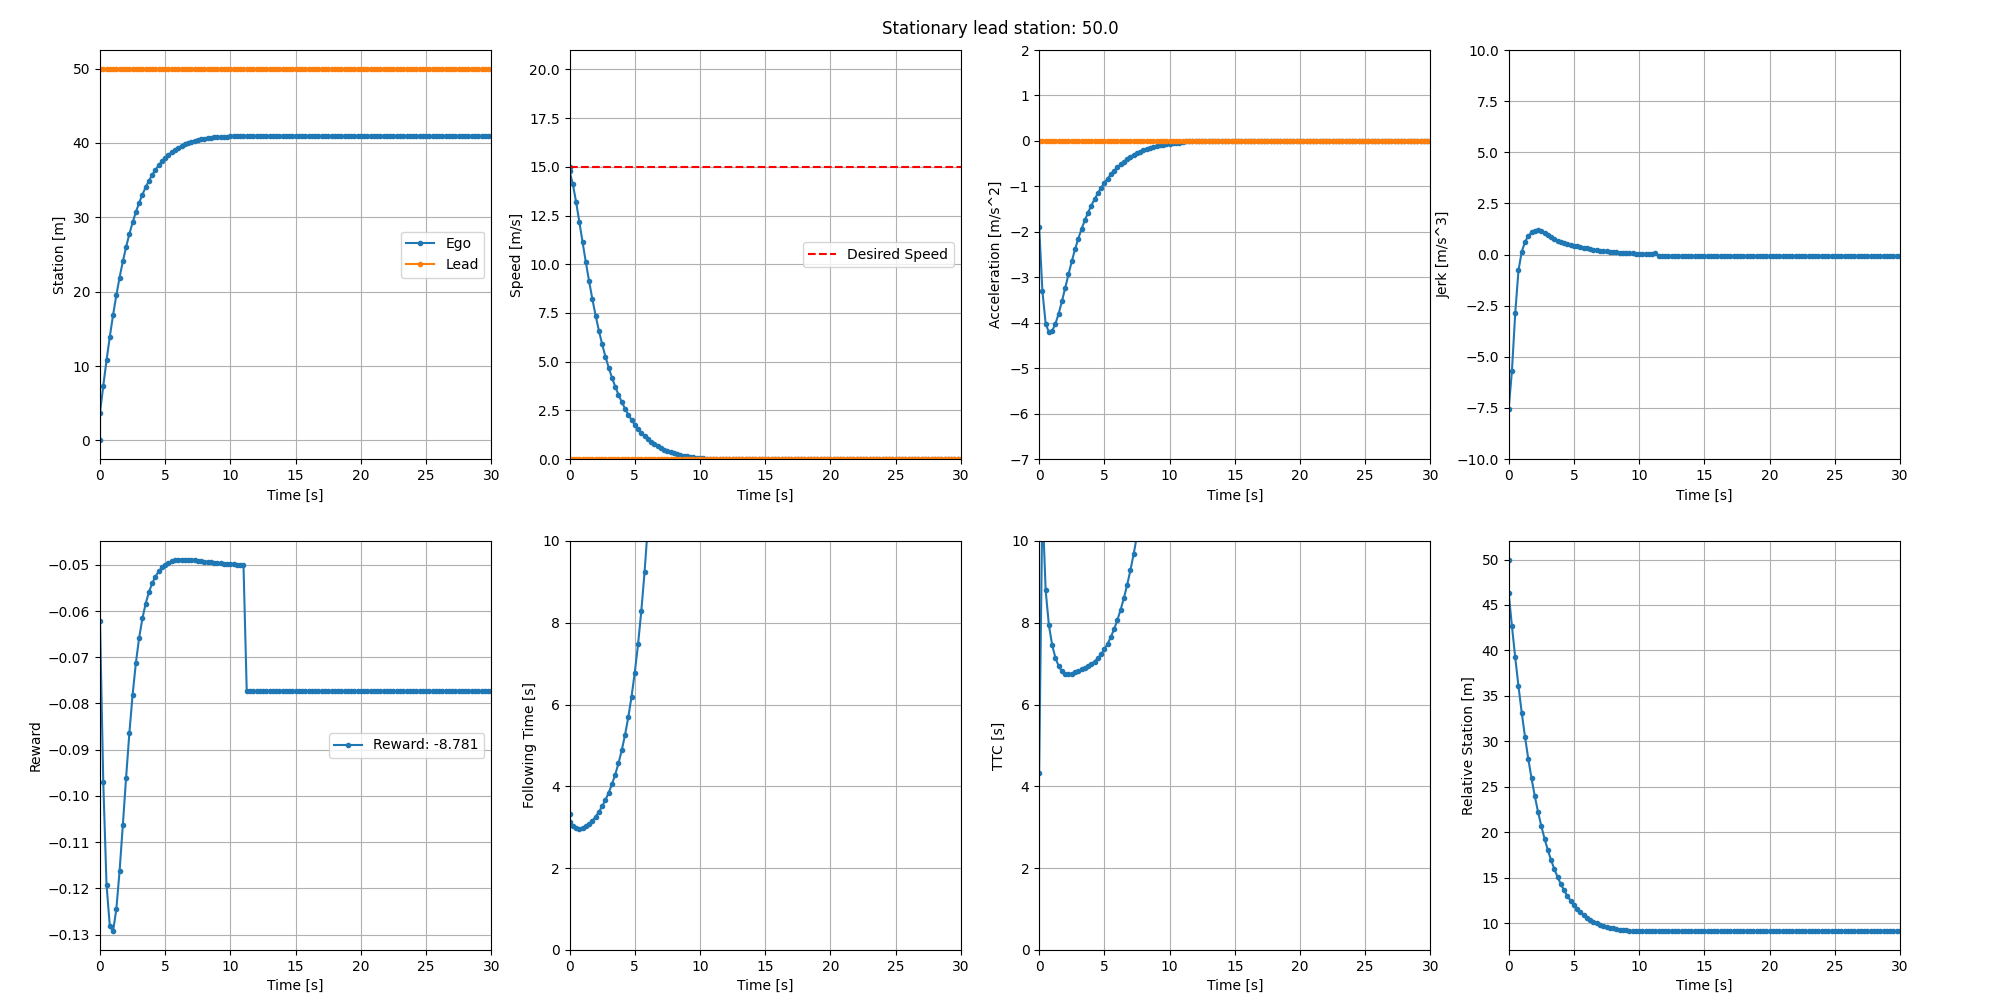 Stationary lead station: 50.0
Station [m]
50
40
30
20
10
0
Ego
Lead
0 5 10 15 20 25 30
Time [s]
Speed [m/s]
20.0
17.5
15.0
12.5
10.0
7.5
5.0
2.5
0.0
Desired Speed
0 5 10 15 20 25 30
Time [s]
Acceleration [m/s^2]
2
1
0
−1
−2
−3
−4
−5
−6
−7
0 5 10 15 20 25 30
Time [s]
Jerk [m/s^3]
10.0
7.5
5.0
2.5
0.0
−2.5
−5.0
−7.5
−10.0
0 5 10 15 20 25 30
Time [s]
Reward
−0.05
−0.06
−0.07
−0.08
−0.09
−0.10
−0.11
−0.12
−0.13
Reward: -8.781
0 5 10 15 20 25 30
Time [s]
Following Time [s]
10
8
6
4
2
0
0 5 10 15 20 25 30
Time [s]
TTC [s]
10
8
6
4
2
0
0 5 10 15 20 25 30
Time [s]
Relative Station [m]
50
45
40
35
30
25
20
15
10
0 5 10 15 20 25 30
Time [s]